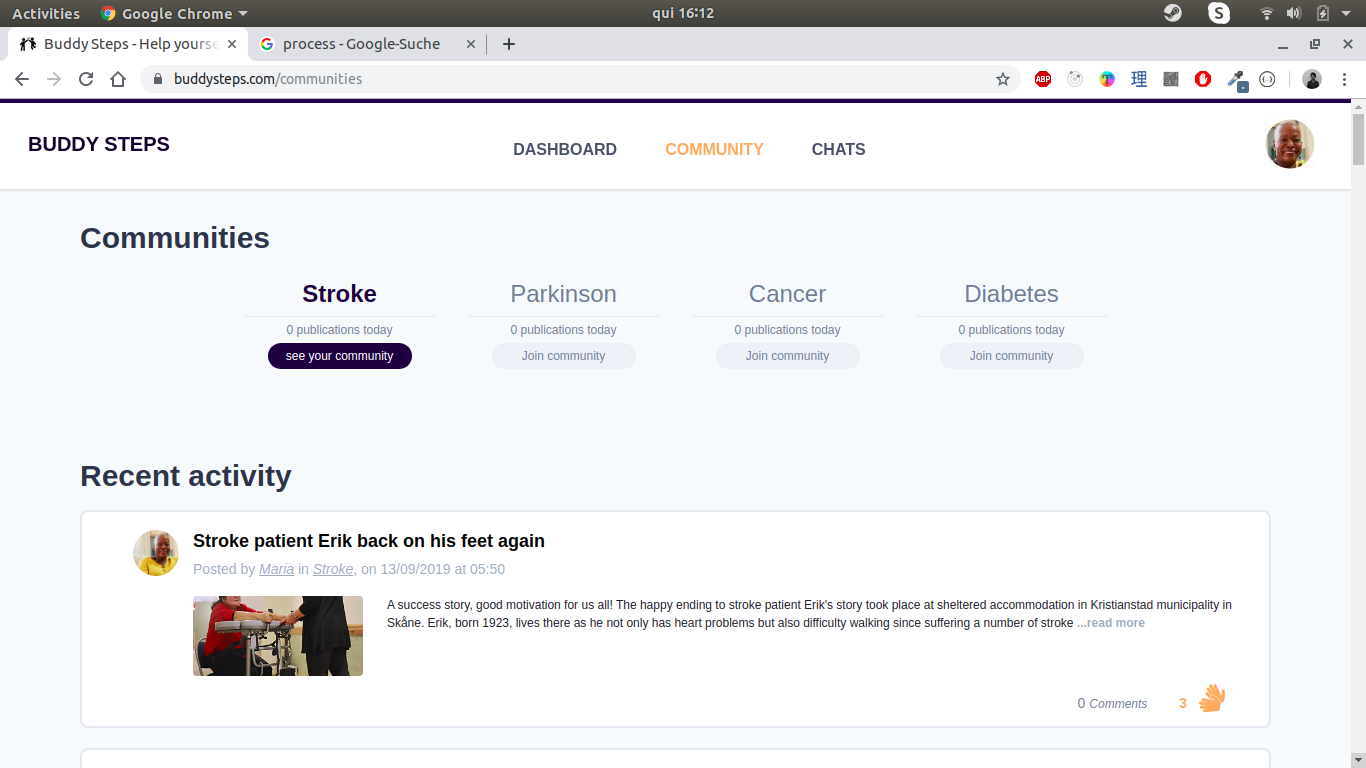 Activities Google Chrome qui 16:12
Buddy Steps - Help yourse process - Google-Suche
buddysteps.com/communities
ABP T 理
BUDDY STEPS DASHBOARD COMMUNITY CHATS
Communities
Stroke Parkinson Cancer Diabetes
0 publications today 0 publications today 0 publications today 0 publications today
see your community Join community Join community Join community
Recent activity
Stroke patient Erik back on his feet again
Posted by Maria in Stroke, on 13/09/2019 at 05:50
A success story, good motivation for us all! The happy ending to stroke patient Erik's story took place at sheltered accommodation in Kristianstad municipality in
Skåne. Erik, born 1923, lives there as he not only has heart problems but also difficulty walking since suffering a number of stroke ...read more
0 Comments 3